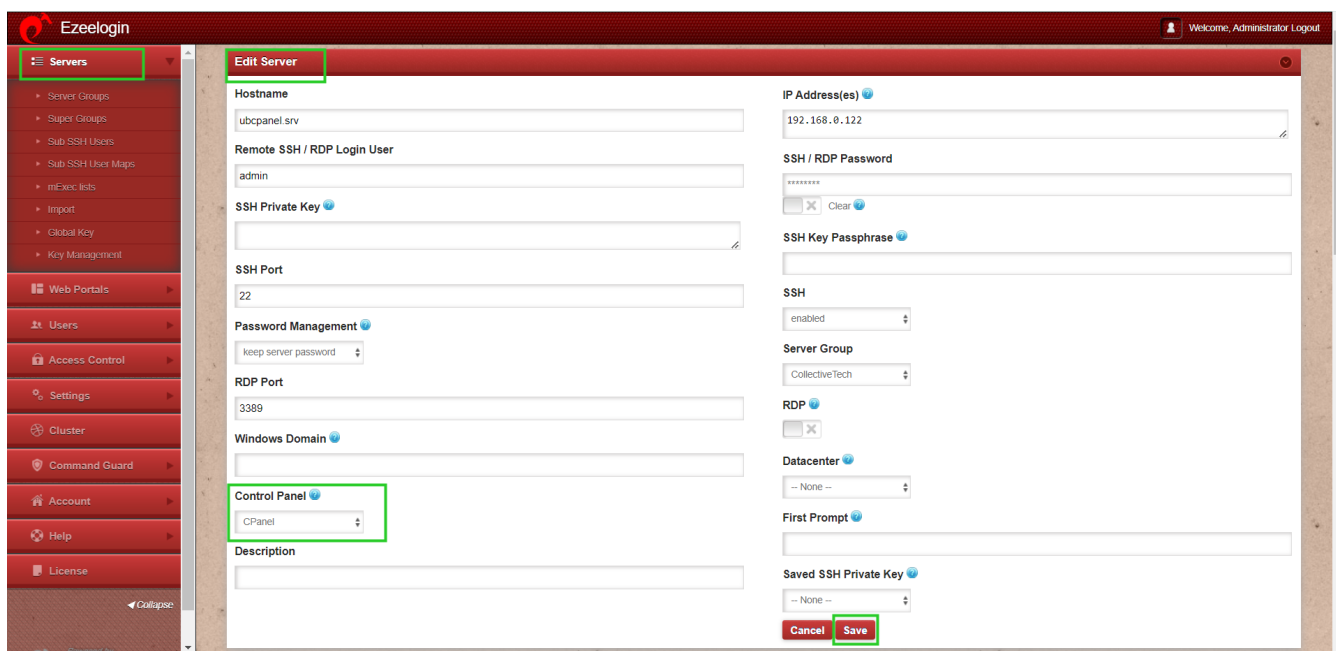 Ezeelogin
Welcome, Administrator Logout
Servers
Server Groups
Super Groups
Sub SSH Users
Sub SSH User Maps
mExec lists
Import
Global Key
Key Management
Web Portals
Users
Access Control
Settings
Cluster
Command Guard
Account
Help
License
Collapse
Edit Server
Hostname
ubcpanel.srv
Remote SSH / RDP Login User
admin
SSH Private Key
SSH Port
22
Password Management
keep server password
RDP Port
3389
Windows Domain
Control Panel
CPanel
Description
IP Address(es)
192.168.0.122
SSH / RDP Password
********
Clear
SSH Key Passphrase
SSH
enabled
Server Group
CollectiveTech
RDP
Datacenter
-- None --
First Prompt
Saved SSH Private Key
-- None --
Cancel Save